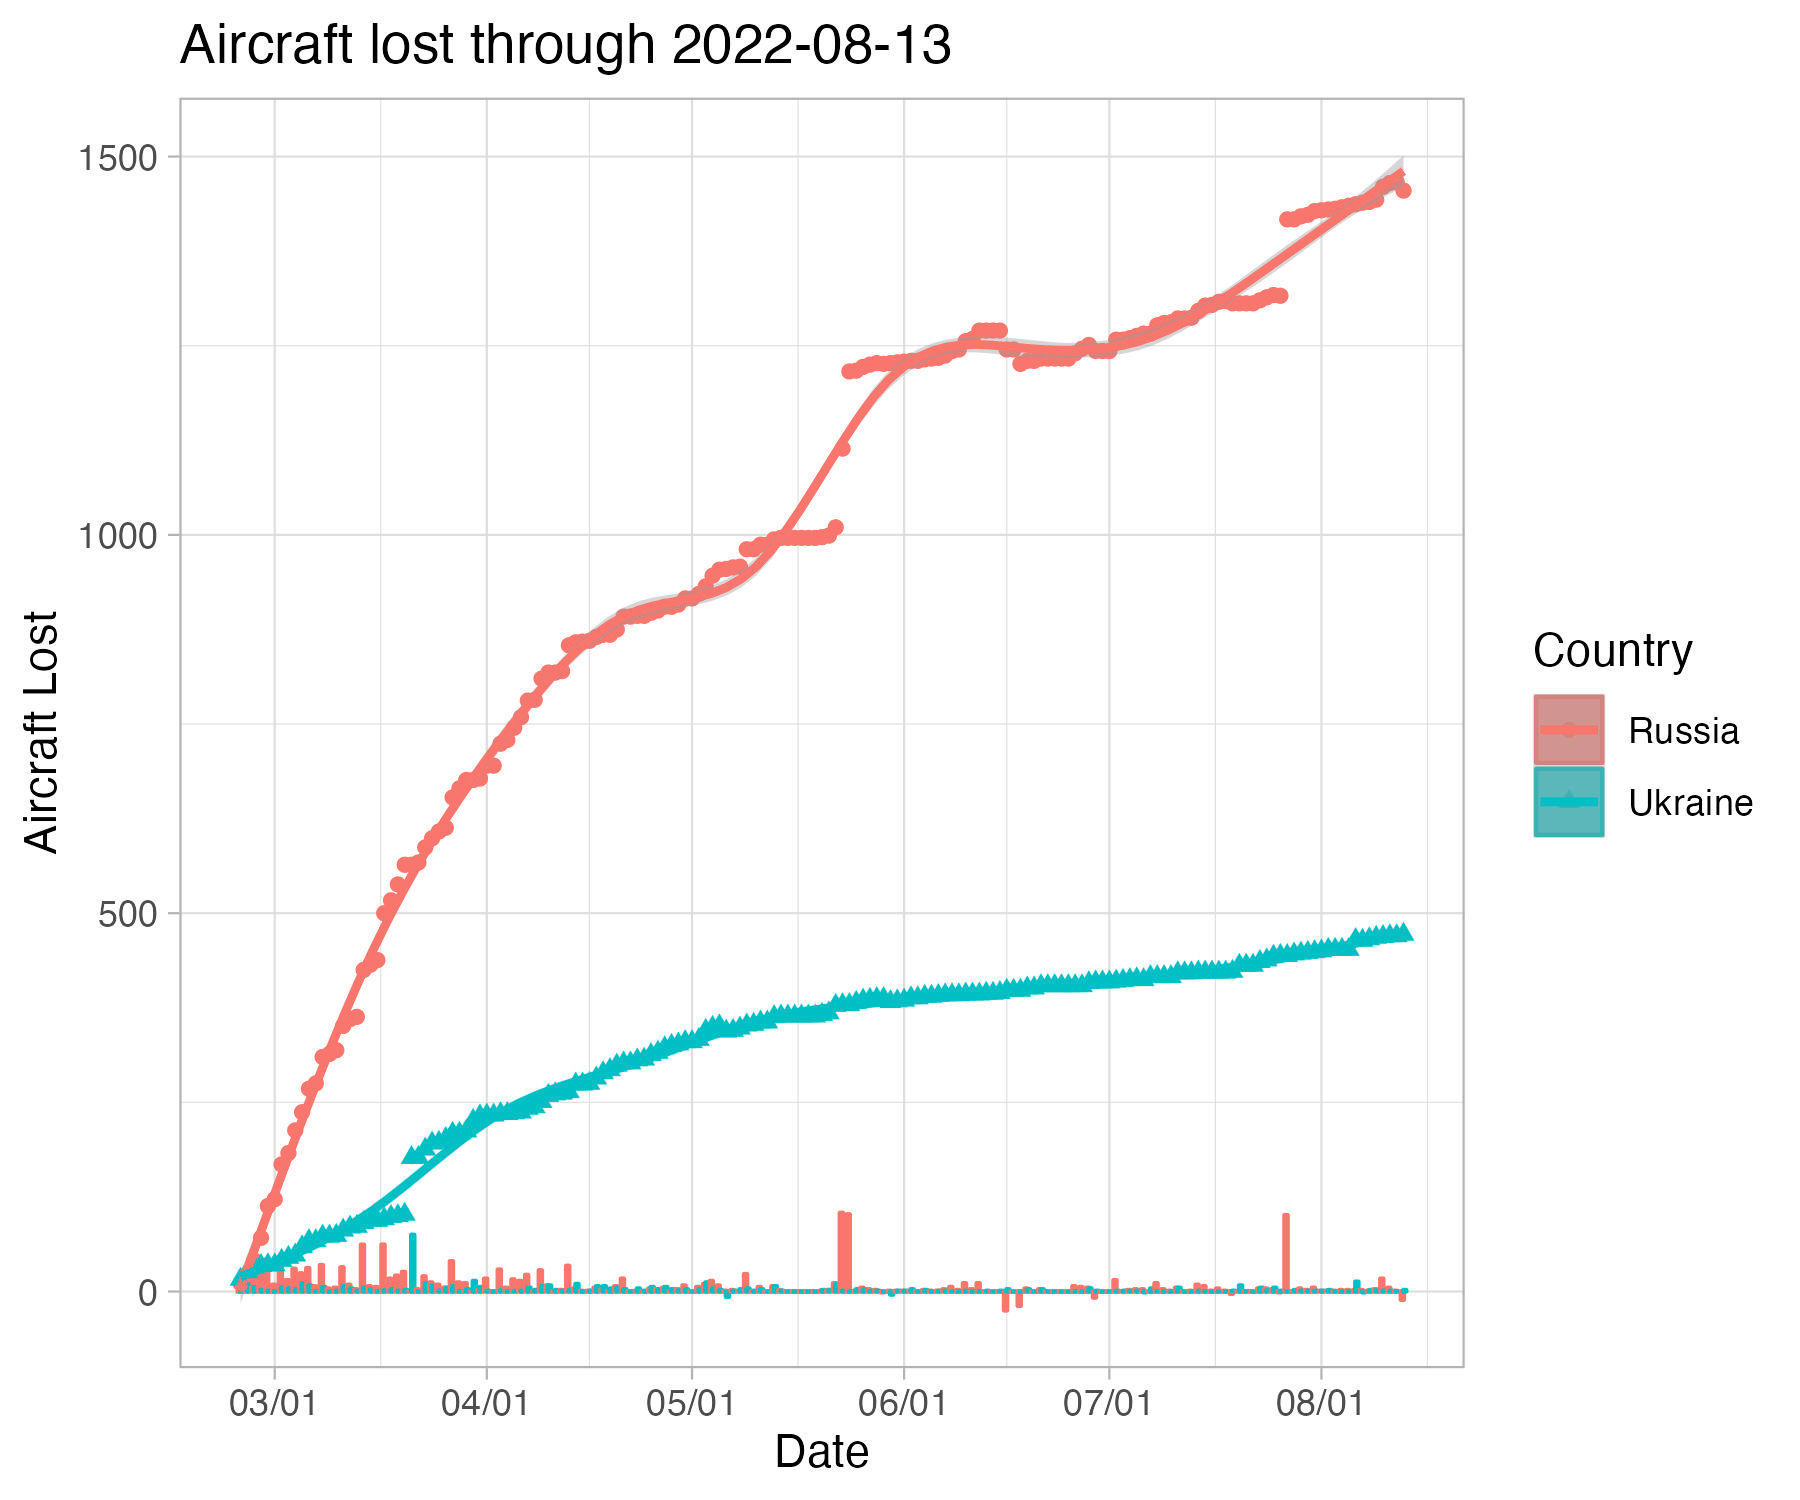 Aircraft lost through 2022-08-13
Aircraft Lost
1500
1000
500
0
03/01 04/01 05/01 06/01 07/01 08/01
Date
Country
Russia
Ukraine